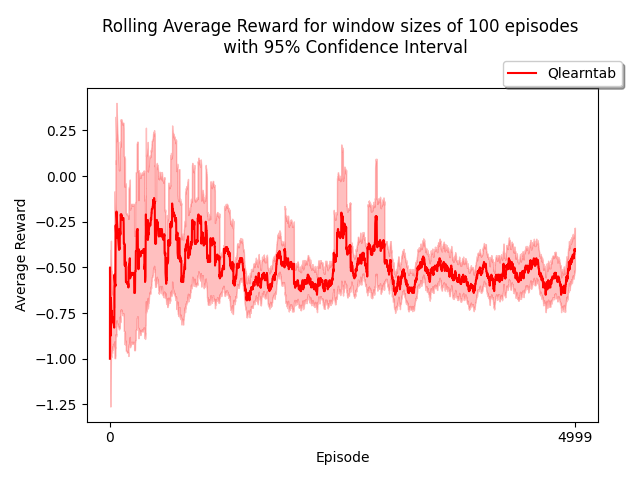 Rolling Average Reward for window sizes of 100 episodes
with 95% Confidence Interval
Qlearntab
Average Reward
0.25
0.00
−0.25
−0.50
−0.75
−1.00
−1.25
0
4999
Episode